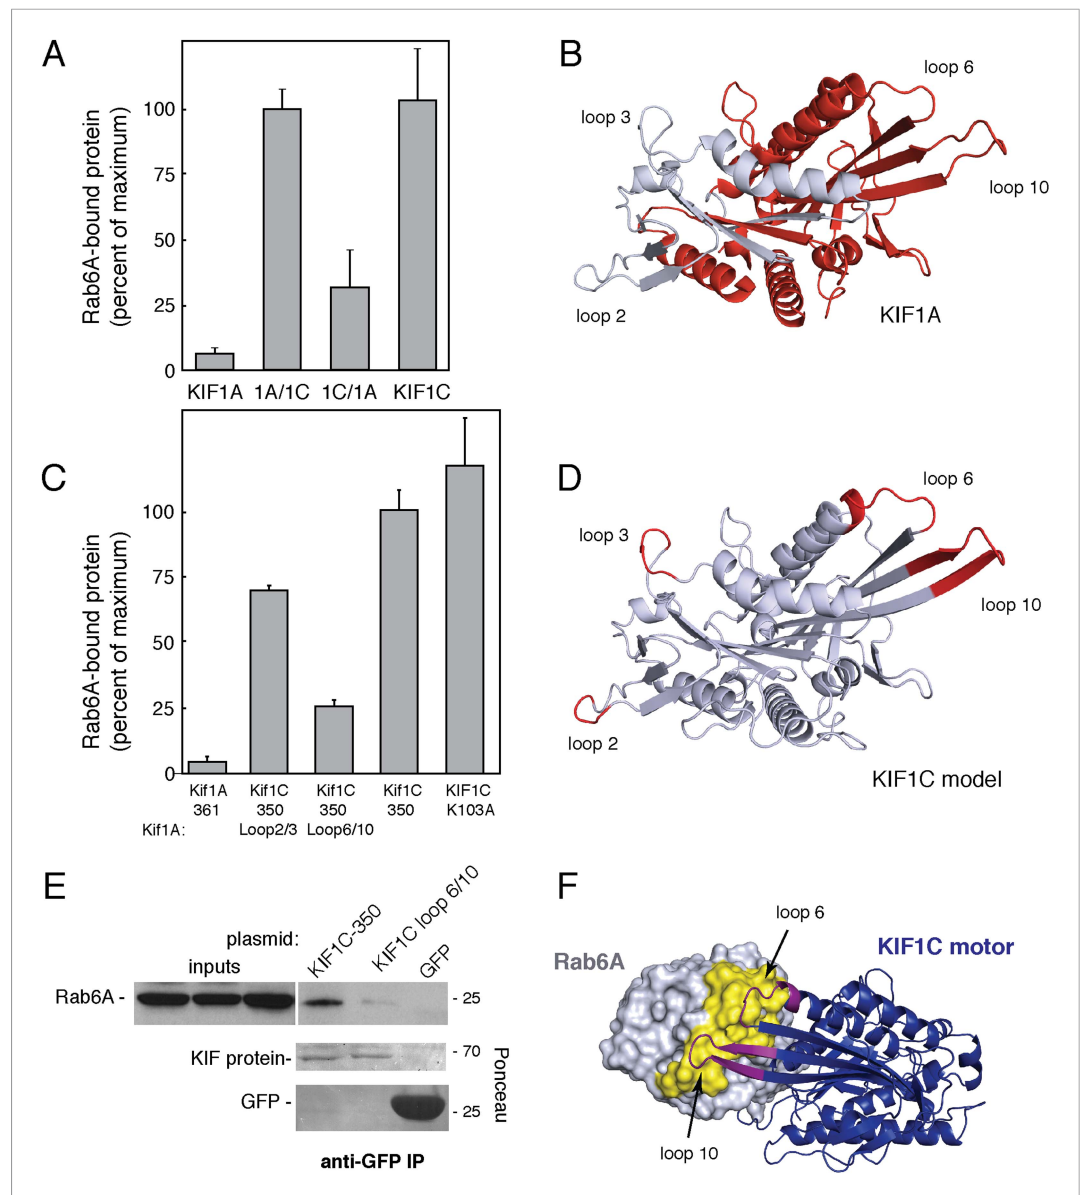 A
Rab6A-bound protein
(percent of maximum)
100
75
50
25
0
KIF1A 1A/1C 1C/1A KIF1C
B
loop 6
loop 3
loop 10
loop 2
KIF1A
C
Rab6A-bound protein
(percent of maximum)
100
75
50
25
0
Kif1A Kif1C Kif1C Kif1C KIF1C
361 350 350 350 K103A
Kif1A: Loop2/3 Loop6/10
D
loop 6
loop 3
loop 10
loop 2
KIF1C model
E
plasmid: KIF1C-350 KIF1C loop 6/10 GFP
inputs
Rab6A - - 25
KIF protein- - 70
GFP - - 25
Ponceau
anti-GFP IP
F
loop 6
Rab6A
KIF1C motor
loop 10